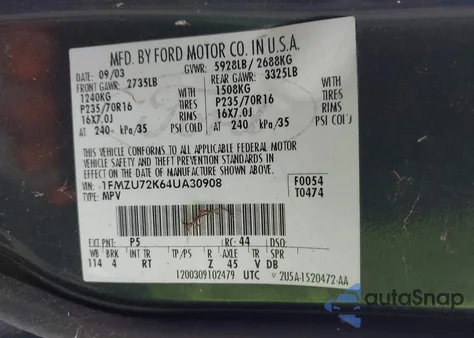 MFD. BY FORD MOTOR CO. IN U.S.A.
09/03 GVWR: 5928LB/ 2688KG
FRONT GAWR: 2735LB REAR GAWR: 3325LB
1240KG 1508KG
P235/70R16 TIRES P235/70R16 TIRES
16X7.0J RIMS 16X7.0J RIMS
AT 240 kPa/35 PSI COLD AT 240 kPa/35 PSI COLD
THIS VEHICLE CONFORMS TO ALL APPLICABLE FEDERAL MOTOR
VEHICLE SAFETY AND THEFT PREVENTION STANDARDS IN
EFFECT ON THE DATE OF MANUFACTURE SHOWN ABOVE.
VIN: 1FMZU72K64UA30908 F0054
TYPE: MPV T0474
EXT PNT: P5 RC: 44 DSO:
WB BRK INT TR TP/PS R AXLE TR SPR
114 4 RT Z 45 V DB
1200309102479 UTC 2U5A-1520472-AA
autoSnap